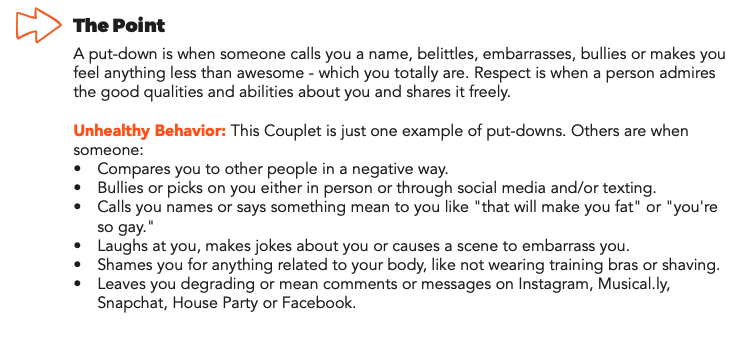 The Point
A put-down is when someone calls you a name, belittles, embarrasses, bullies or makes you
feel anything less than awesome - which you totally are. Respect is when a person admires
the good qualities and abilities about you and shares it freely.
Unhealthy Behavior: This Couplet is just one example of put-downs. Others are when
someone:
• Compares you to other people in a negative way.
• Bullies or picks on you either in person or through social media and/or texting.
• Calls you names or says something mean to you like "that will make you fat" or "you're
so gay."
• Laughs at you, makes jokes about you or causes a scene to embarrass you.
• Shames you for anything related to your body, like not wearing training bras or shaving.
• Leaves you degrading or mean comments or messages on Instagram, Musical.ly,
Snapchat, House Party or Facebook.